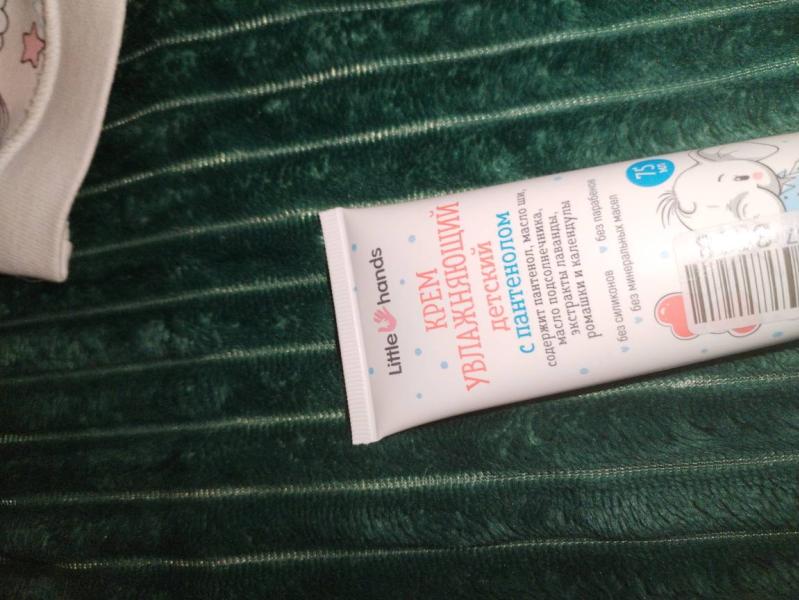 Little hands
КРЕМ
УВЛАЖНЯЮЩИЙ
детский
с пантенолом
содержит пантенол, масло ши,
масло подсолнечника,
экстракты лаванды,
ромашки и календулы
без силиконов
без парабенов
без минеральных масел
75
мл